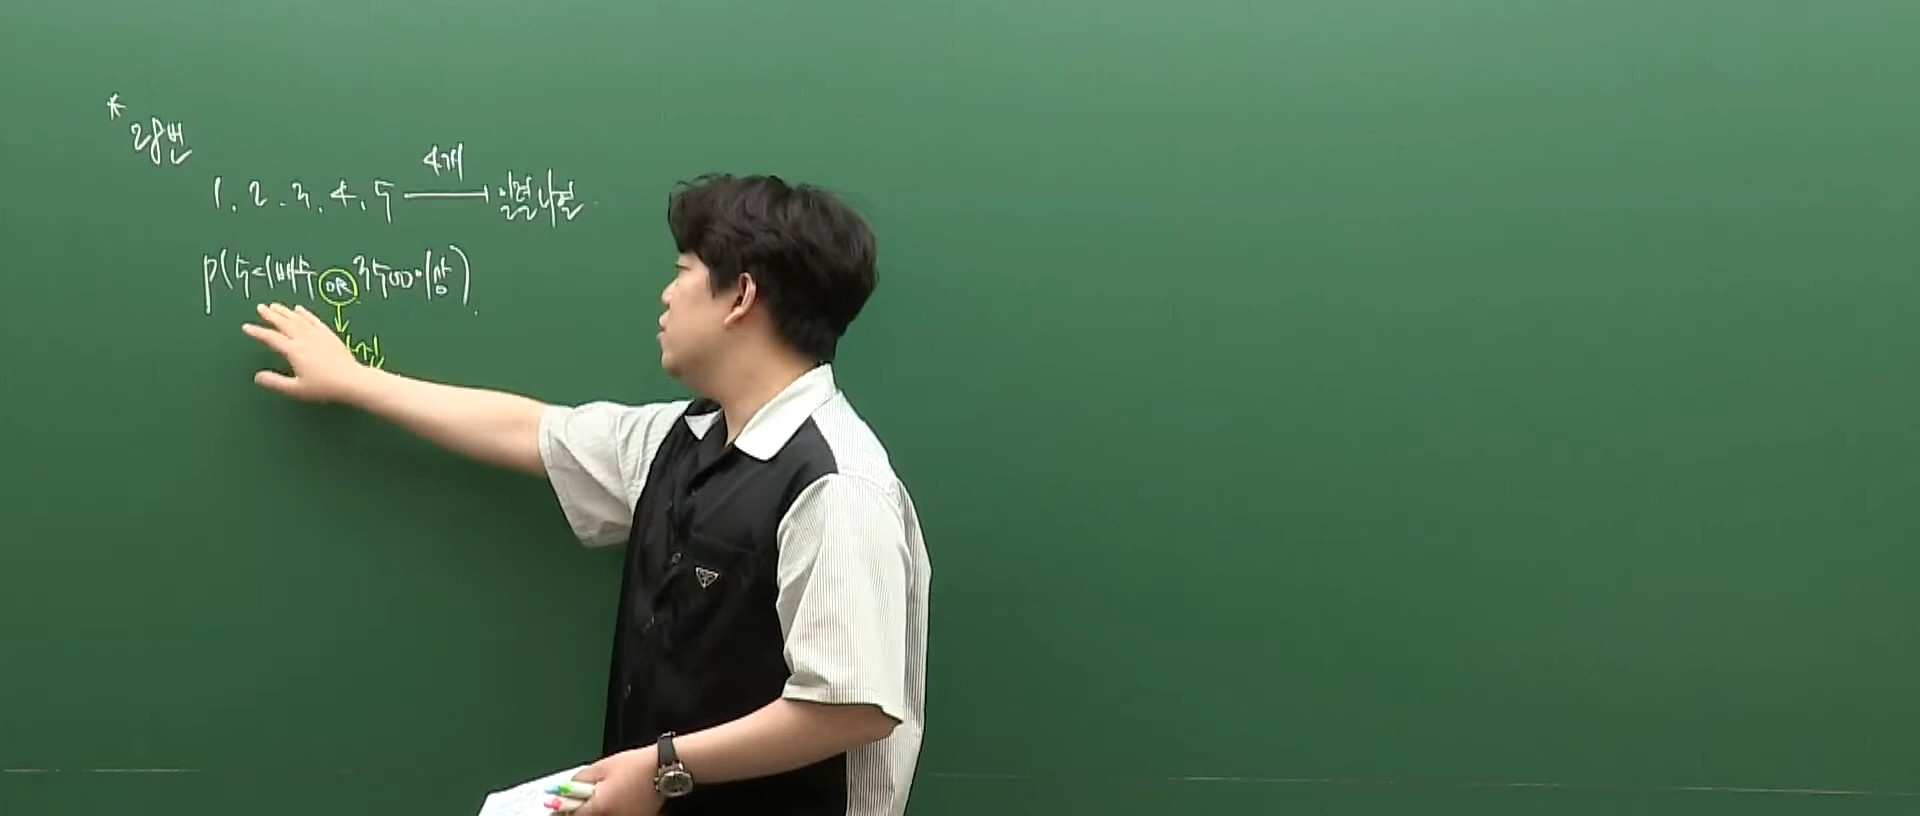 * 28번
4개
1, 2, 3, 4, 5 → 일렬나열
P(5의배수 OR 3500이상)